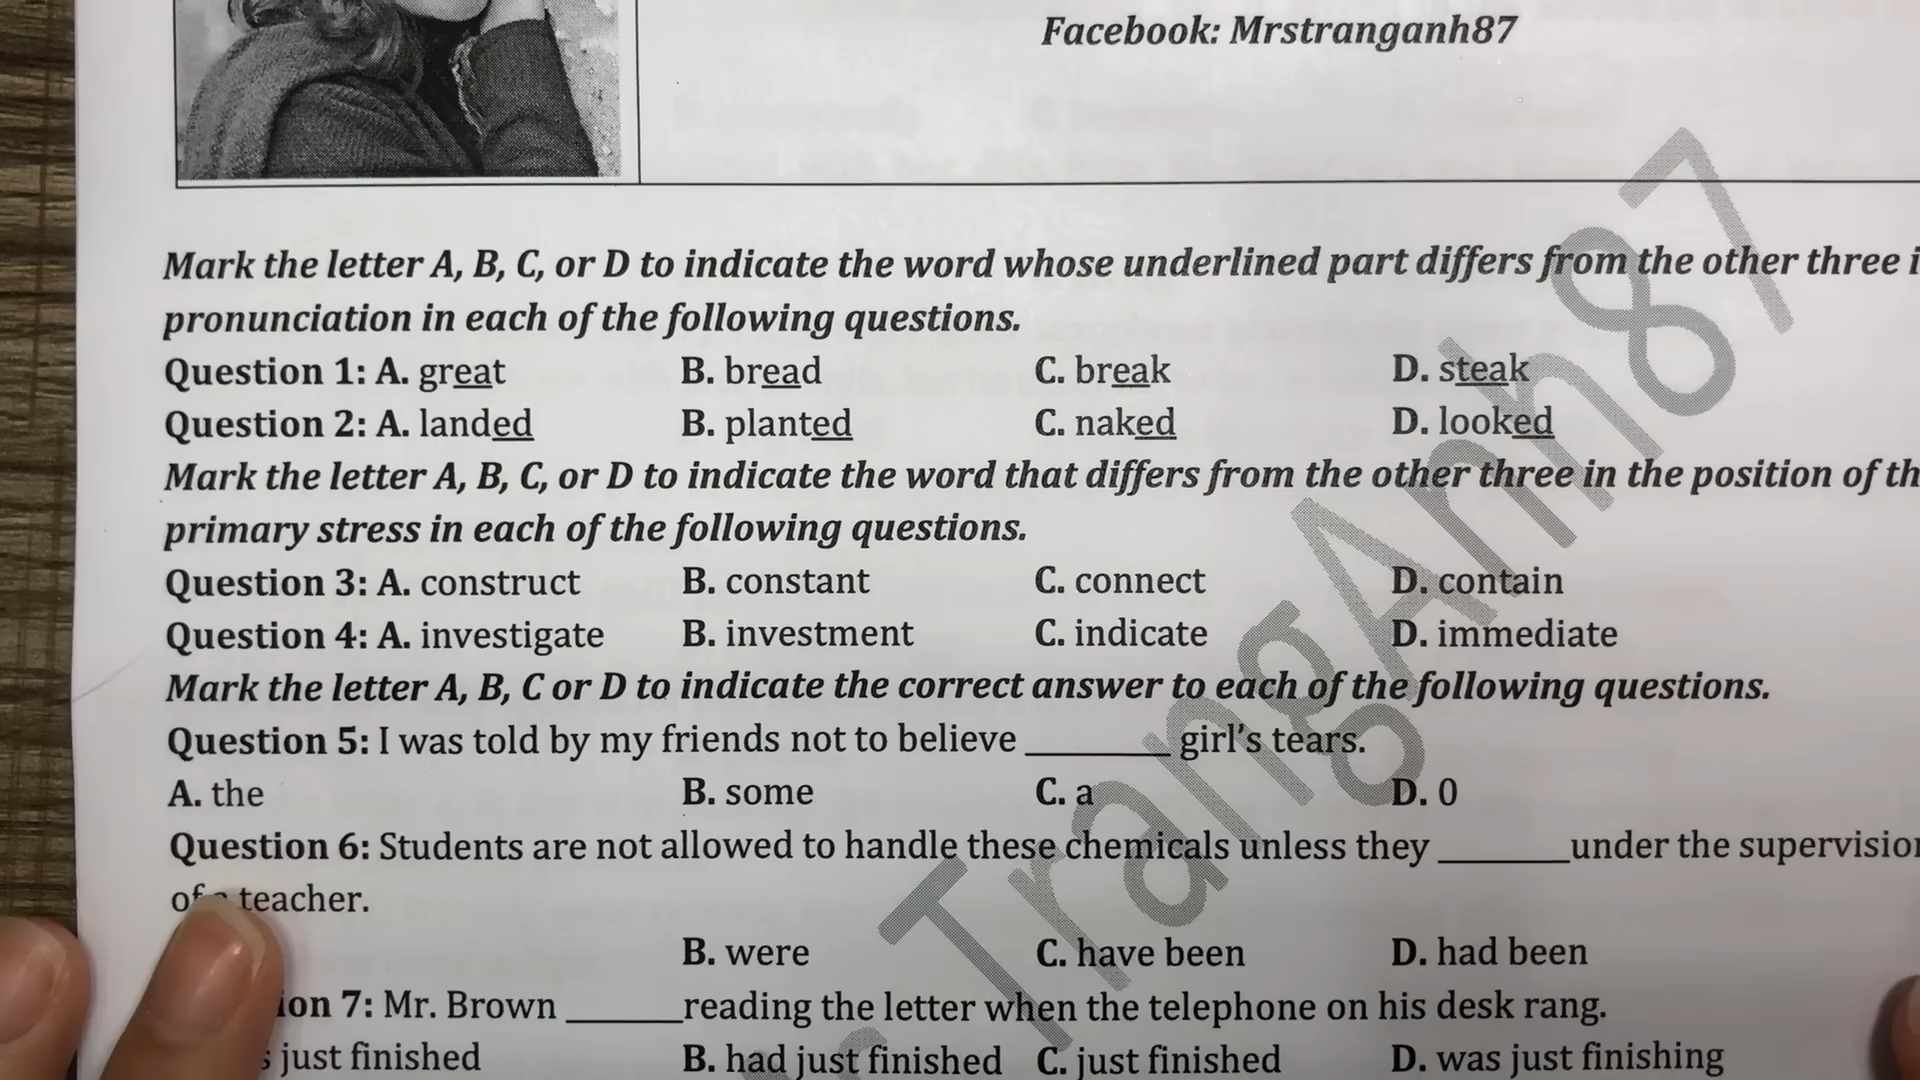 Facebook: Mrstranganh87
Mark the letter A, B, C, or D to indicate the word whose underlined part differs from the other three
pronunciation in each of the following questions.
Question 1: A. great B. bread C. break D. steak
Question 2: A. landed B. planted C. naked D. looked
Mark the letter A, B, C, or D to indicate the word that differs from the other three in the position of
primary stress in each of the following questions.
Question 3: A. construct B. constant C. connect D. contain
Question 4: A. investigate B. investment C. indicate D. immediate
Mark the letter A, B, C or D to indicate the correct answer to each of the following questions.
Question 5: I was told by my friends not to believe ________ girl's tears.
A. the B. some C. a D. 0
Question 6: Students are not allowed to handle these chemicals unless they _______under the supervision
of teacher.
B. were C. have been D. had been
7: Mr. Brown ______reading the letter when the telephone on his desk rang.
just finished B. had just finished C. just finished D. was just finishing
TrangAnh87